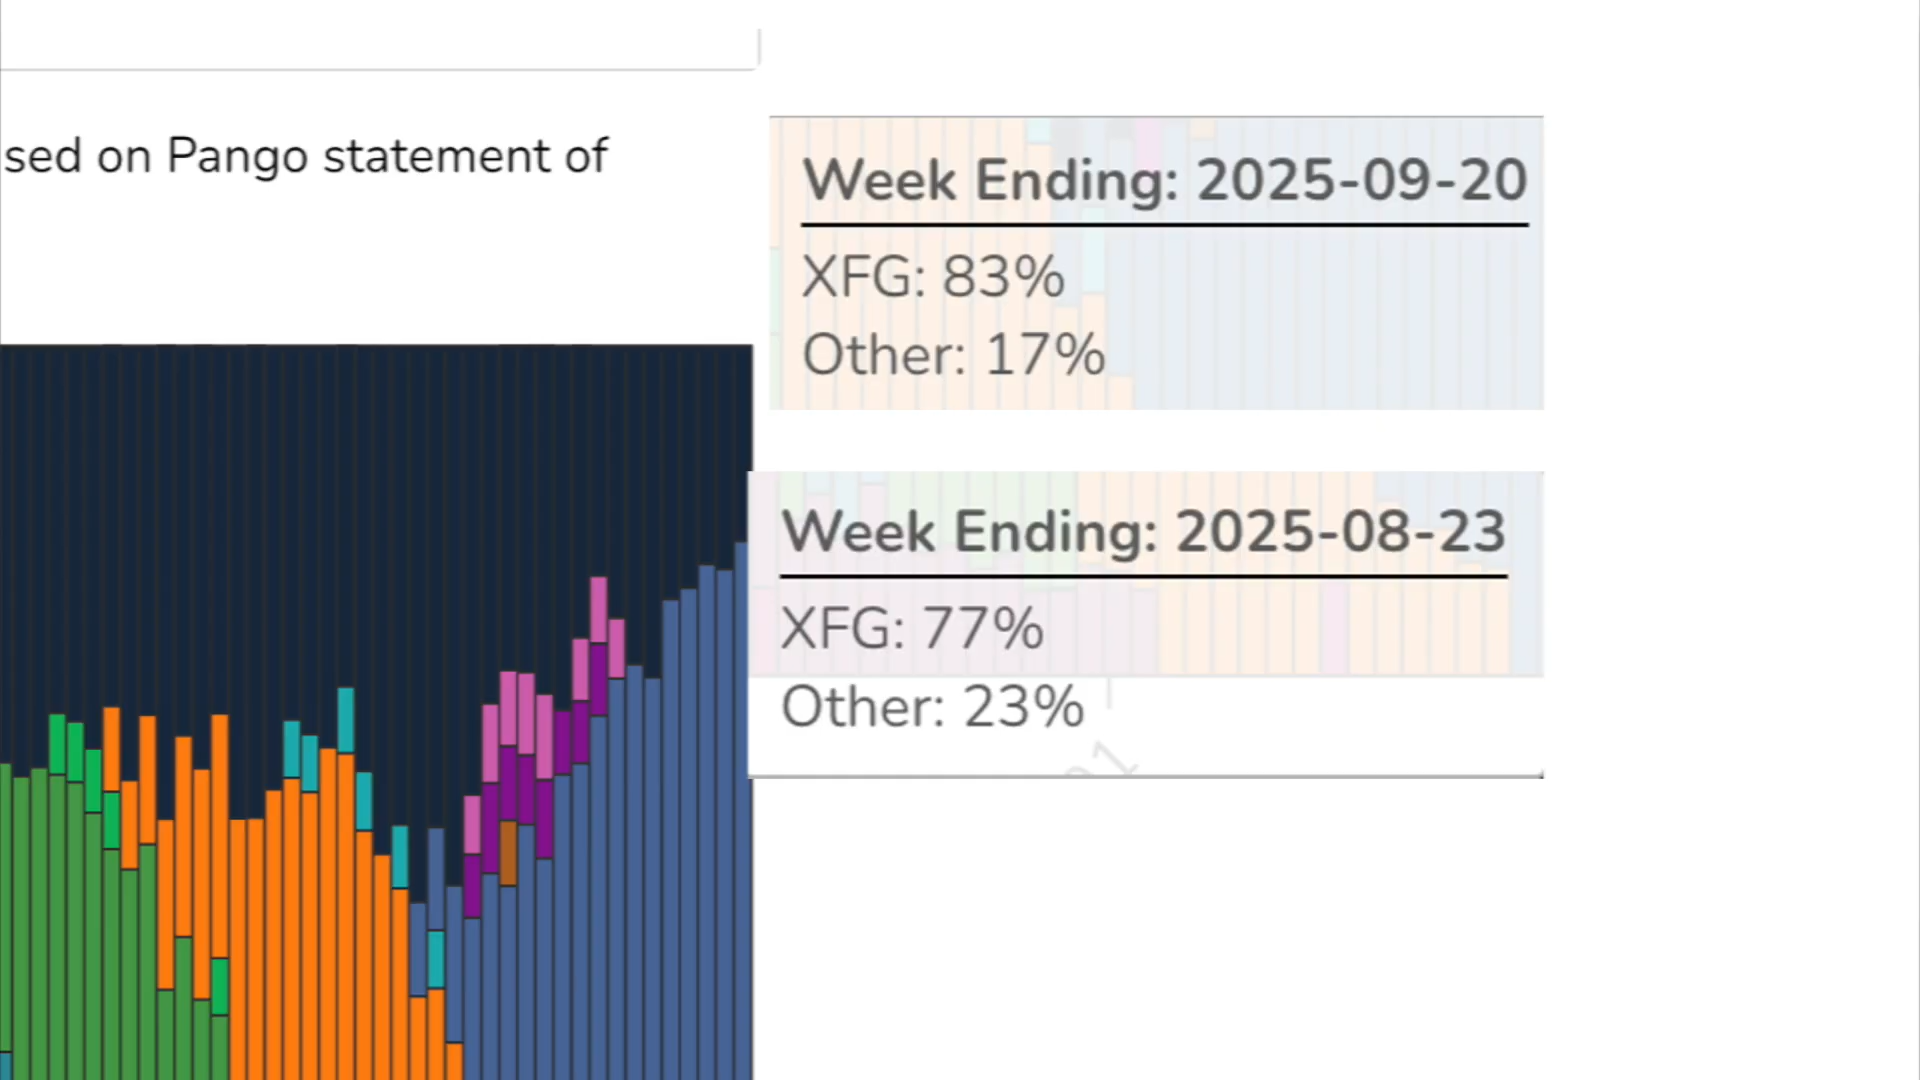 sed on Pango statement of
Week Ending: 2025-09-20
XFG: 83%
Other: 17%
Week Ending: 2025-08-23
XFG: 77%
Other: 23%